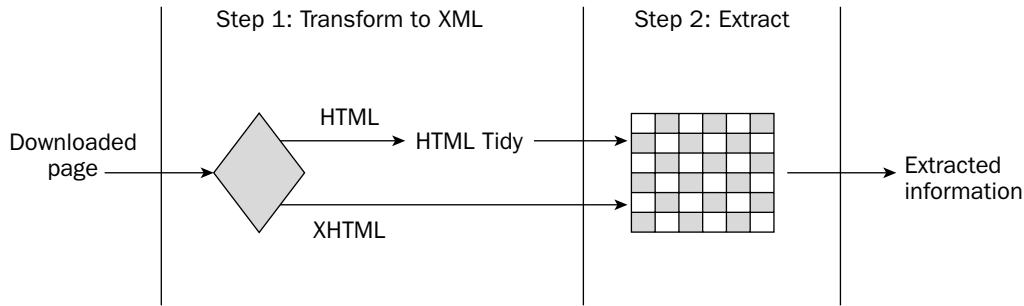 Step 1: Transform to XML
Step 2: Extract
Downloaded
page
HTML
HTML Tidy
XHTML
Extracted
information